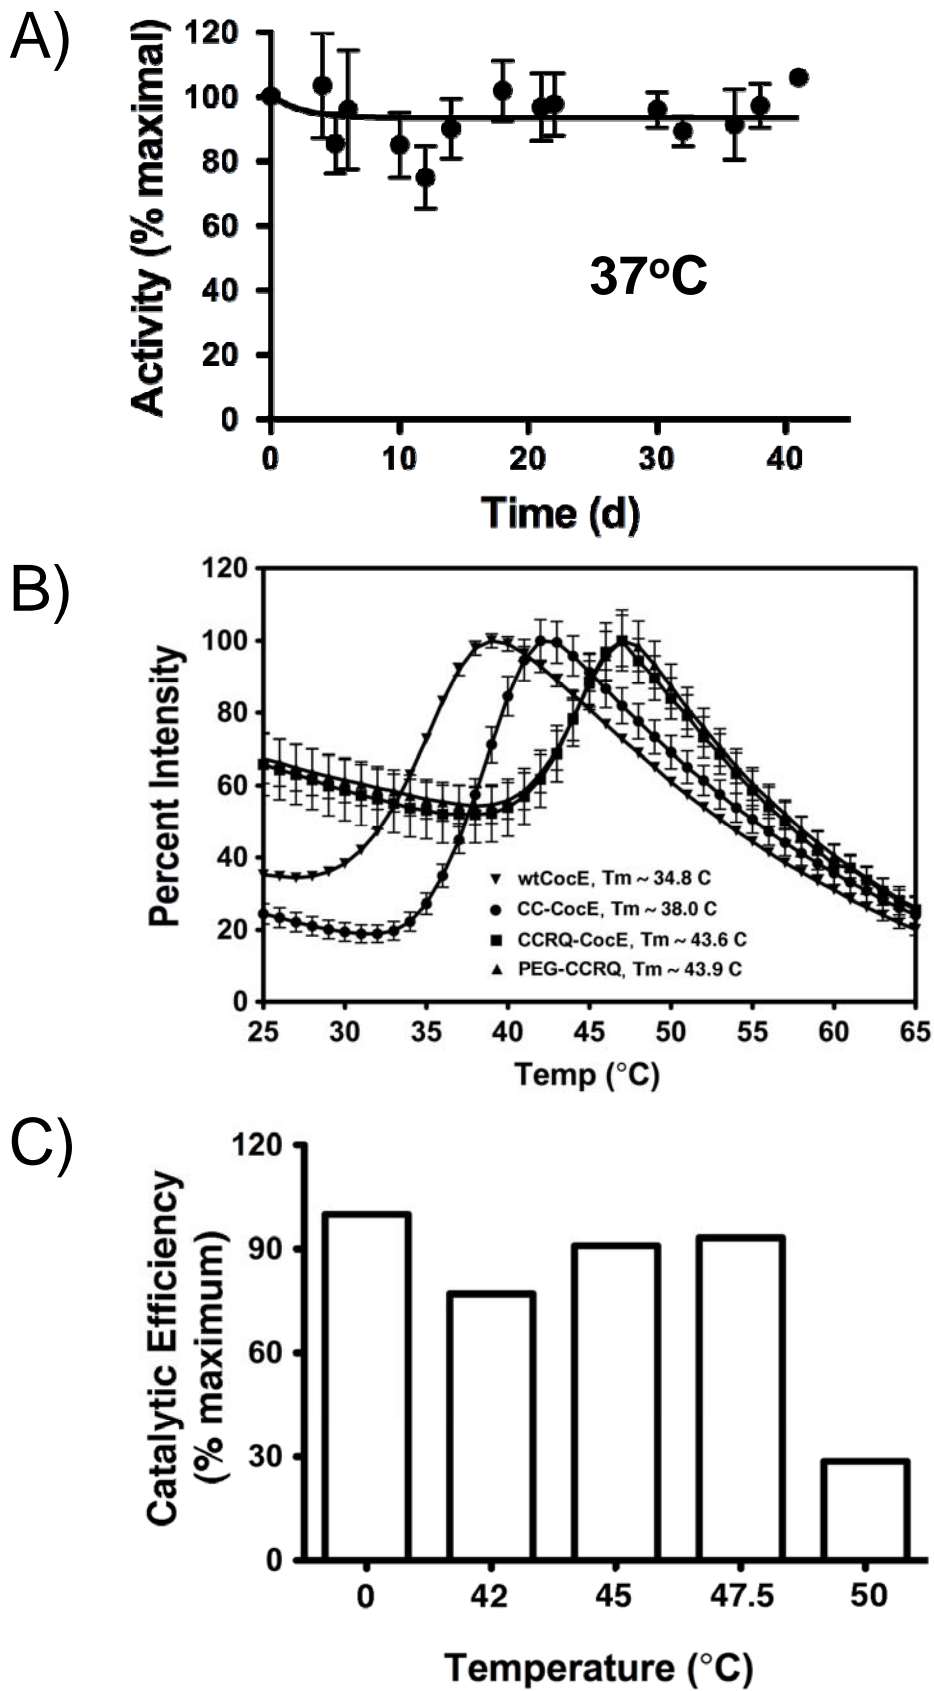 A)
Activity (% maximal)
120
100
80
60
40
20
0
37ºC
0 10 20 30 40
Time (d)
B)
Percent Intensity
120
100
80
60
40
20
0
wtCocE, Tm ~ 34.8 C
CC-CocE, Tm ~ 38.0 C
CCRQ-CocE, Tm ~ 43.6 C
PEG-CCRQ, Tm ~ 43.9 C
25 30 35 40 45 50 55 60 65
Temp (°C)
C)
Catalytic Efficiency
(% maximum)
120
90
60
30
0
0 42 45 47.5 50
Temperature (°C)